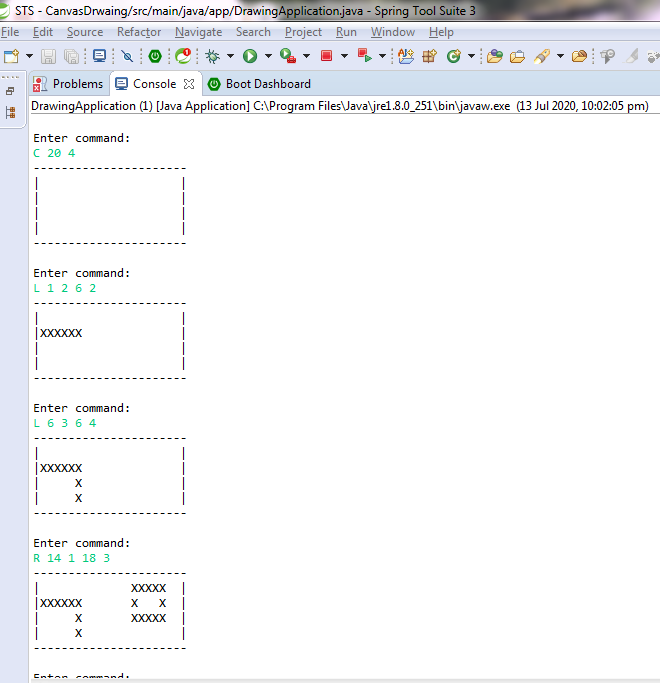 STS - CanvasDrwaing/src/main/java/app/DrawingApplication.java - Spring Tool Suite 3
File Edit Source Refactor Navigate Search Project Run Window Help
Problems Console Boot Dashboard
DrawingApplication (1) [Java Application] C:\Program Files\Java\jre1.8.0_251\bin\javaw.exe (13 Jul 2020, 10:02:05 pm)
Enter command:
C 20 4
----------------------
|                    |
|                    |
|                    |
|                    |
----------------------
Enter command:
L 1 2 6 2
----------------------
|                    |
|XXXXXX              |
|                    |
|                    |
----------------------
Enter command:
L 6 3 6 4
----------------------
|                    |
|XXXXXX              |
|     X              |
|     X              |
----------------------
Enter command:
R 14 1 18 3
----------------------
|             XXXXX  |
|XXXXXX       X   X  |
|     X       XXXXX  |
|     X              |
----------------------
Enter command: